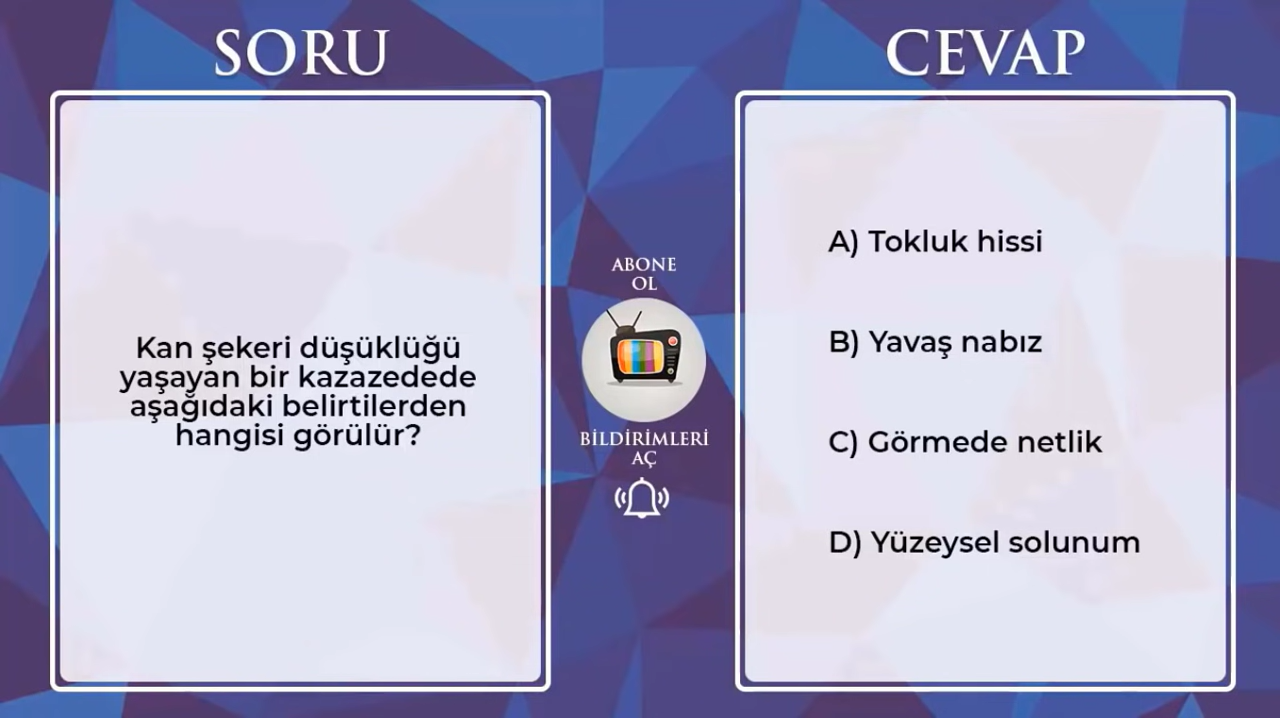 SORU
Kan şekeri düşüklüğü
yaşayan bir kazazedede
aşağıdaki belirtilerden
hangisi görülür?
ABONE
OL
BİLDİRİMLERİ
AÇ
CEVAP
A) Tokluk hissi
B) Yavaş nabız
C) Görmede netlik
D) Yüzeysel solunum